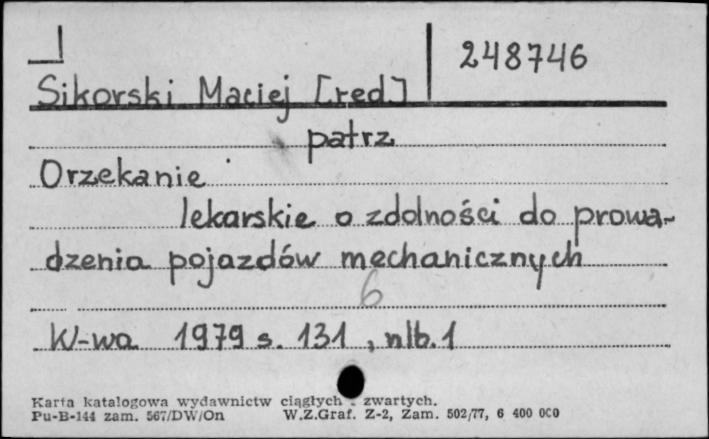 248746
Sikorski Maciej [red.]
patrz
Orzekanie
lekarskie o zdolności do prowa-
dzenia pojazdów mechanicznych
6
W-wa 1979 s. 131, nlb. 1
Karta katalogowa wydawnictw ciągłych i zwartych.
Pu-B-144 zam. 567/DW/On W.Z.Graf. Z-2, Zam. 502/77, 6 400 000